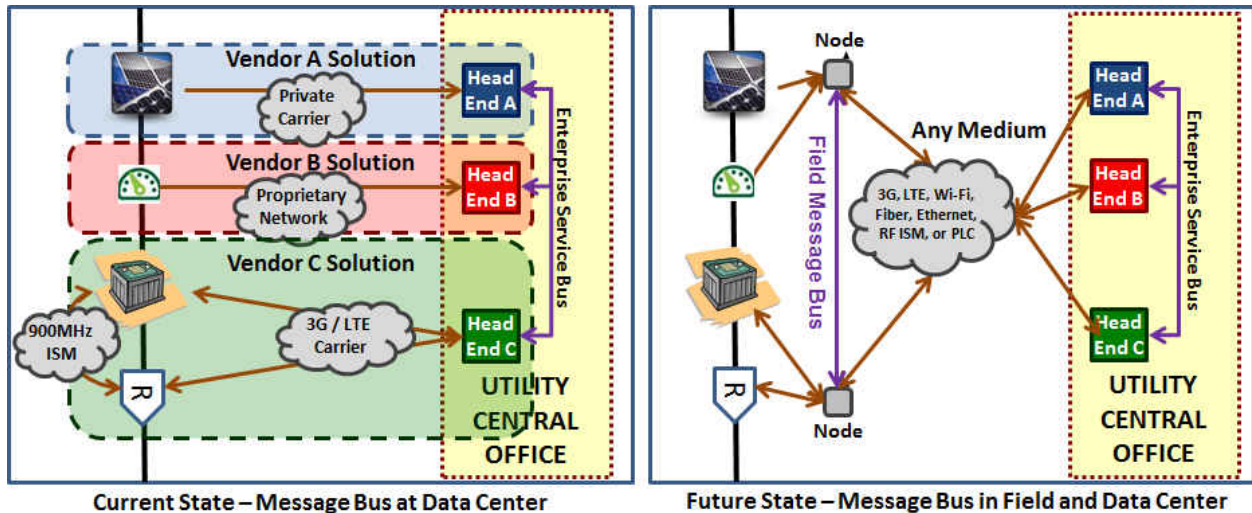 Vendor A Solution
Private
Carrier
Head
End A
Vendor B Solution
Proprietary
Network
Head
End B
Vendor C Solution
900MHz
ISM
3G / LTE
Carrier
Head
End C
R
Enterprise Service Bus
UTILITY
CENTRAL
OFFICE
Current State – Message Bus at Data Center
Node
Field Message Bus
Any Medium
3G, LTE, Wi-Fi,
Fiber, Ethernet,
RF ISM, or PLC
R
Node
Head
End A
Head
End B
Head
End C
Enterprise Service Bus
UTILITY
CENTRAL
OFFICE
Future State – Message Bus in Field and Data Center